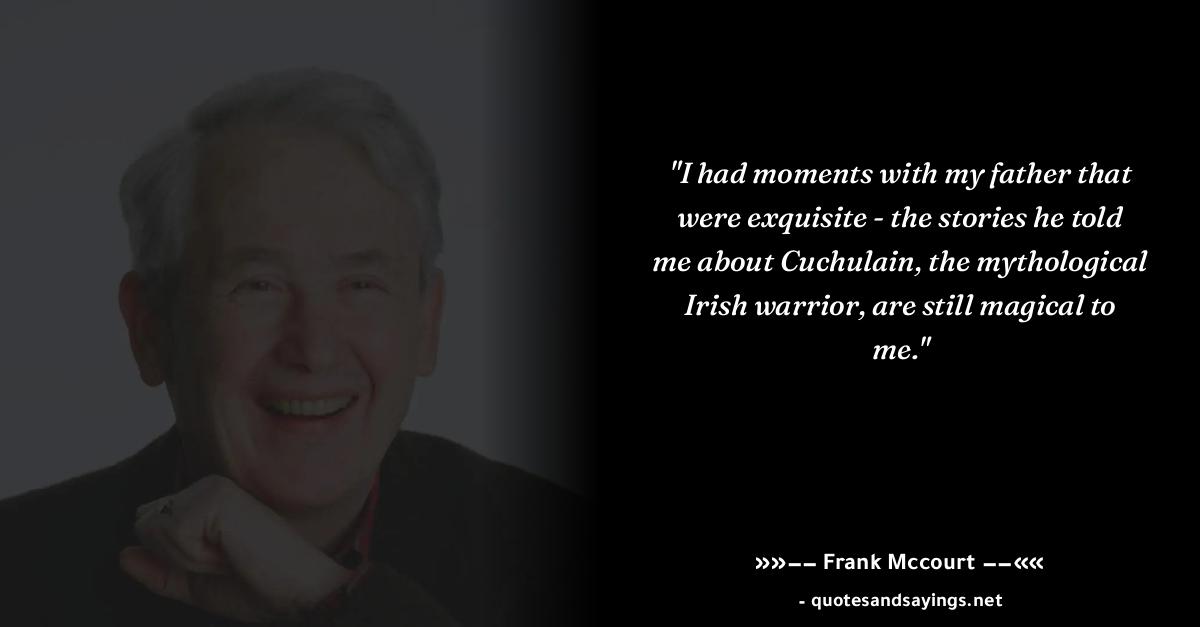 "I had moments with my father that
were exquisite - the stories he told
me about Cuchulain, the mythological
Irish warrior, are still magical to
me."
»»−− Frank Mccourt −−««
- quotesandsayings.net